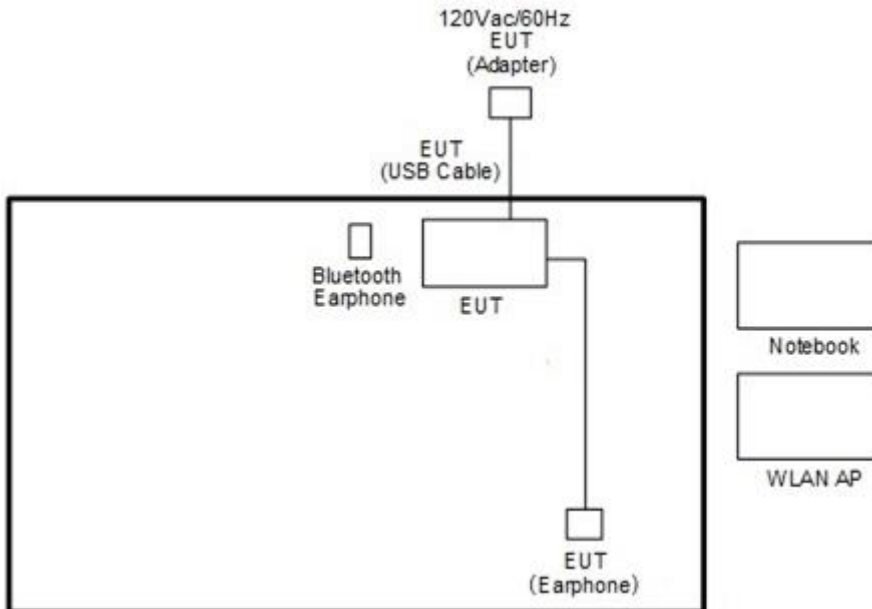 120Vac/60Hz
EUT
(Adapter)
EUT
(USB Cable)
Bluetooth
Earphone
EUT
Notebook
WLAN AP
EUT
(Earphone)